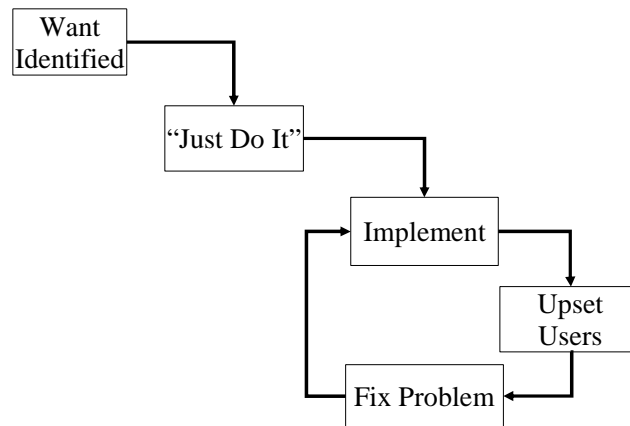 Want
Identified
“Just Do It”
Implement
Upset
Users
Fix Problem